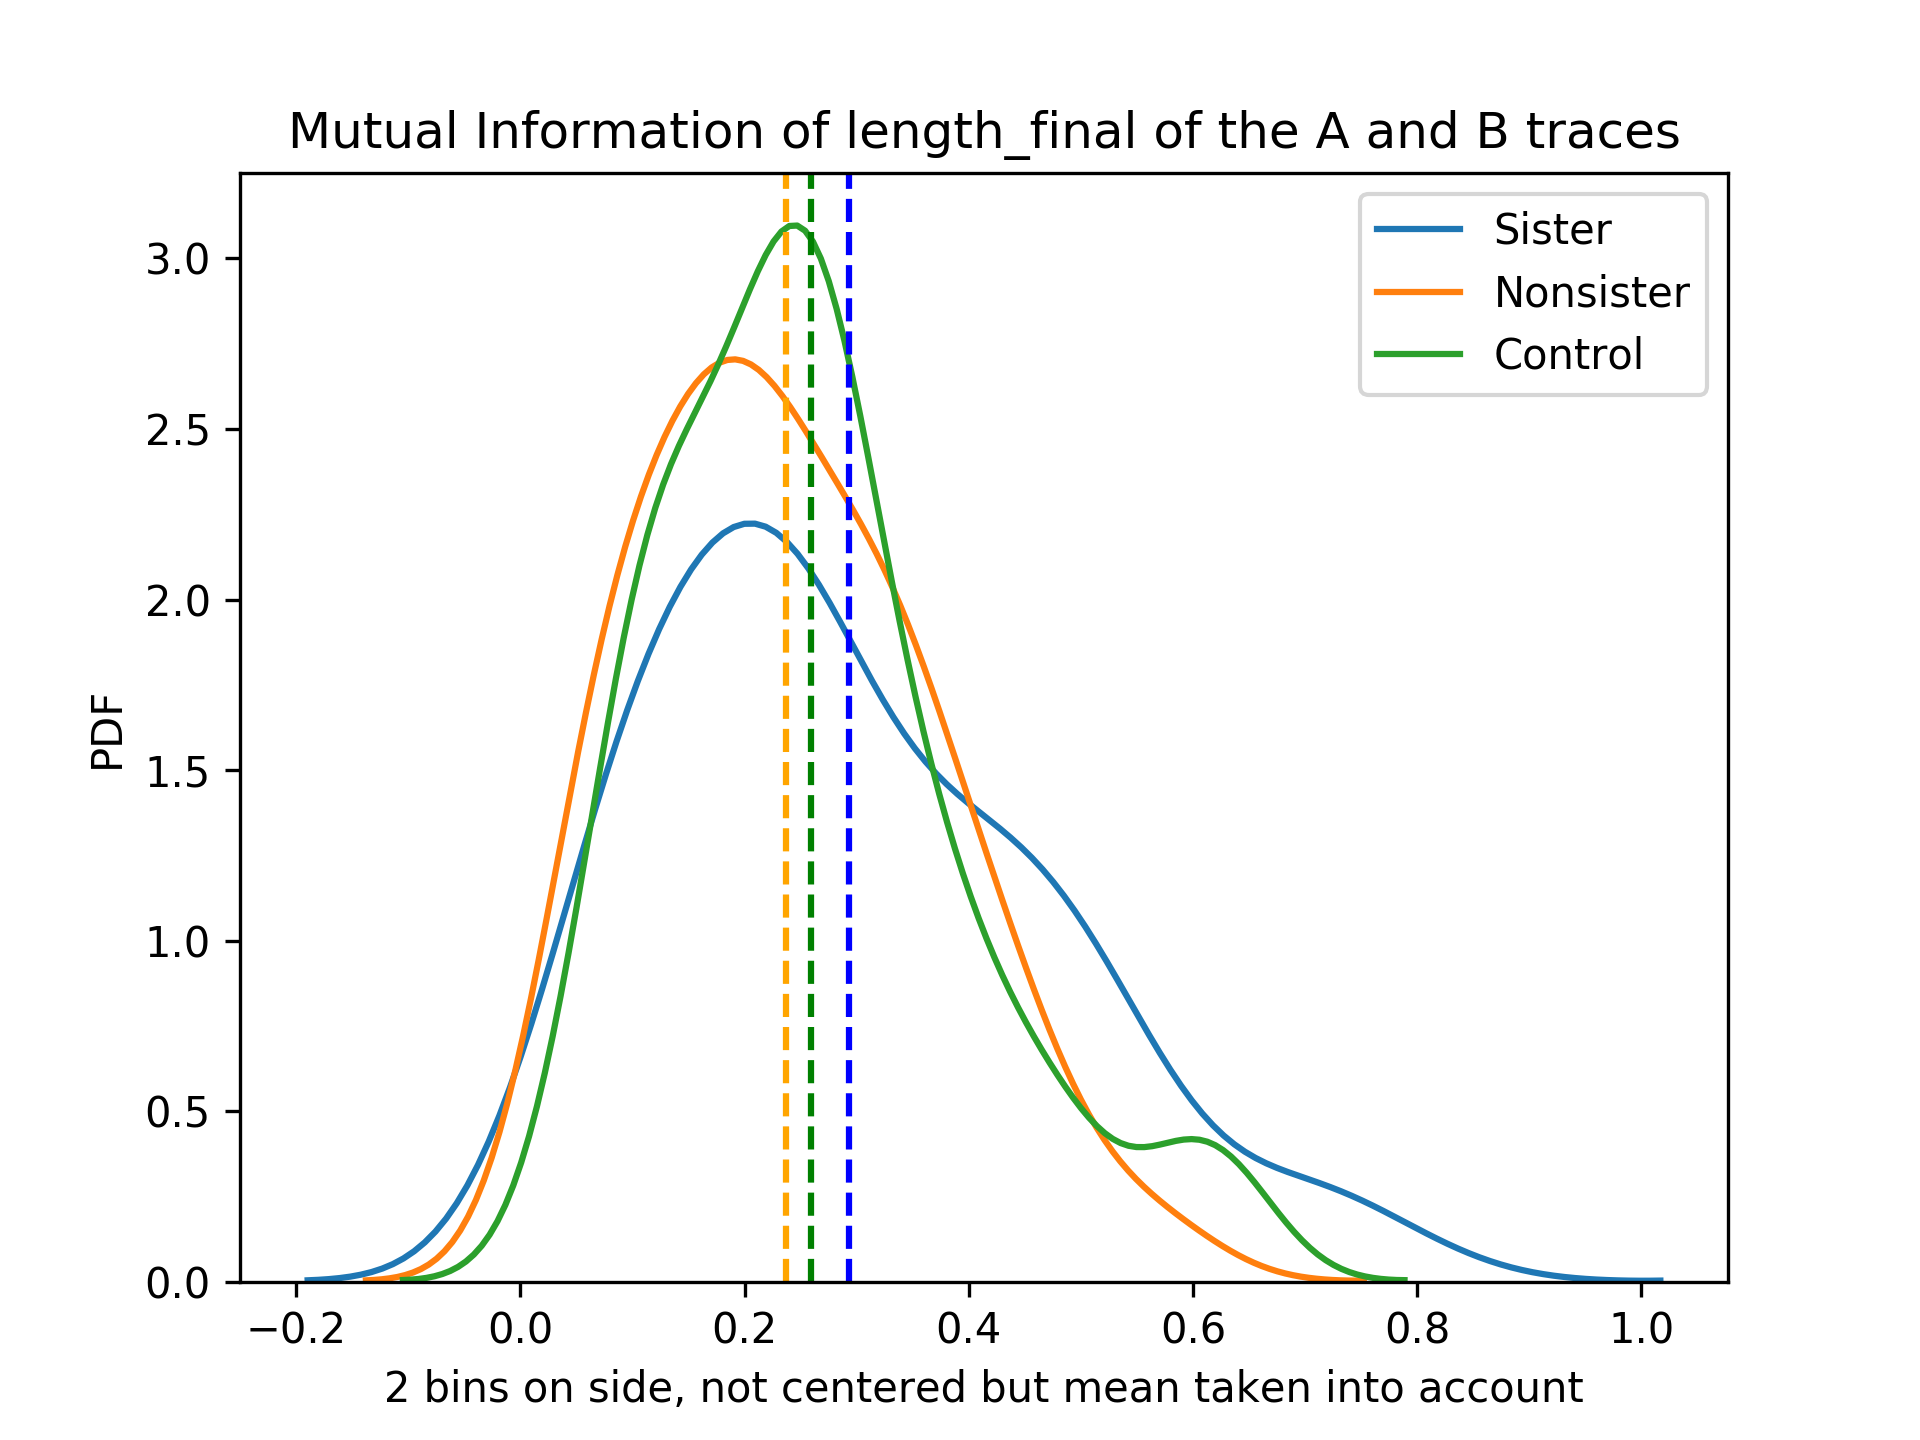 Mutual Information of length_final of the A and B traces
Sister
Nonsister
Control
PDF
3.0
2.5
2.0
1.5
1.0
0.5
0.0
−0.2 0.0 0.2 0.4 0.6 0.8 1.0
2 bins on side, not centered but mean taken into account